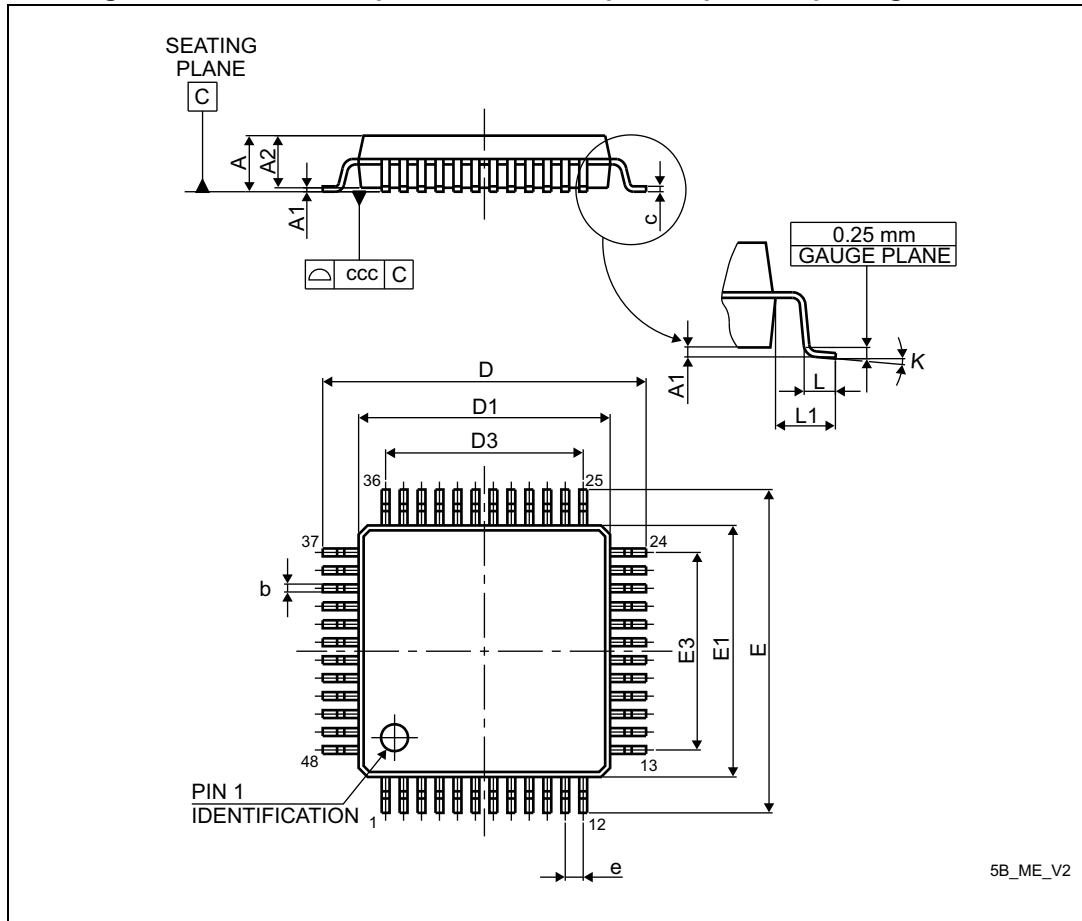 SEATING
PLANE
C
A
A2
A1
c
ccc C
0.25 mm
GAUGE PLANE
A1
K
L
L1
D
D1
D3
36
25
37
24
b
E3
E1
E
48
13
PIN 1
IDENTIFICATION
1
12
e
5B_ME_V2